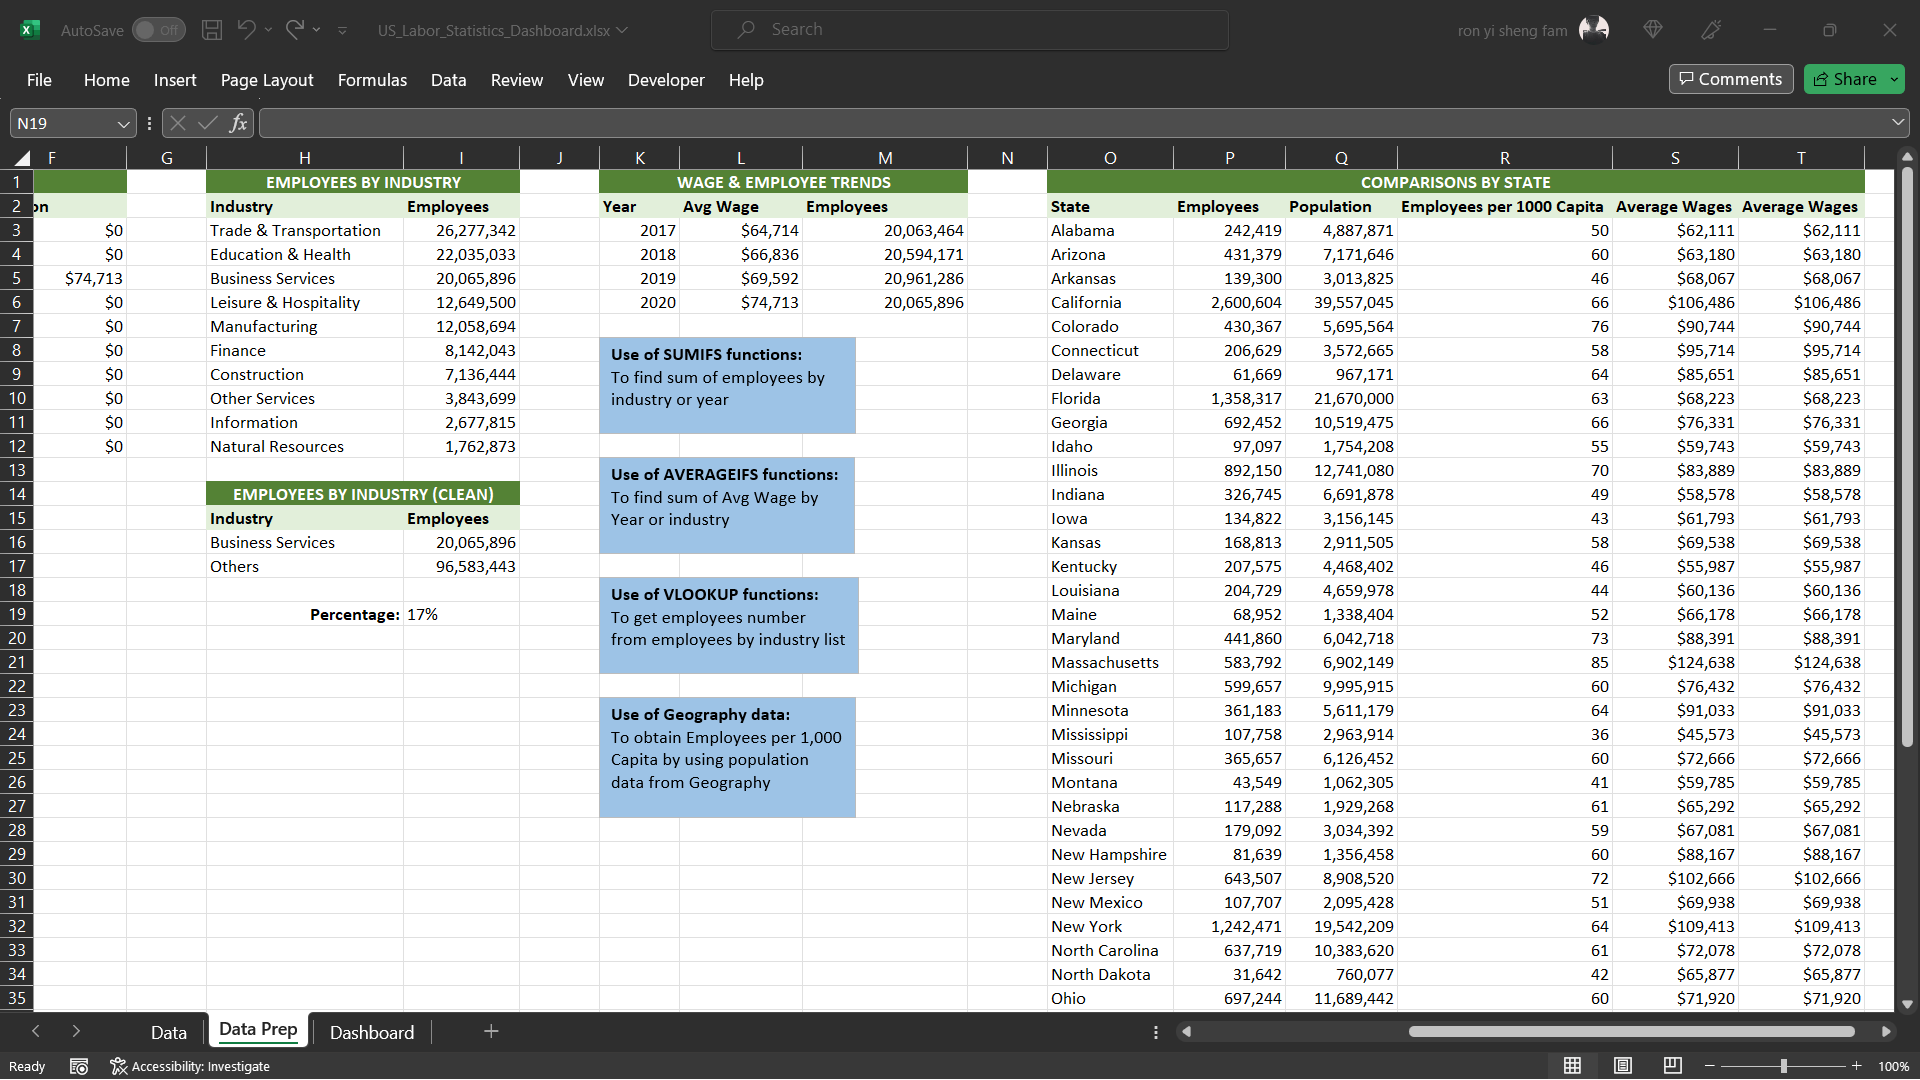 AutoSave Off US_Labor_Statistics_Dashboard.xlsx Search ron yi sheng fam
File Home Insert Page Layout Formulas Data Review View Developer Help Comments Share
N19 fx
F G H I J K L M N O P Q R S T
1 EMPLOYEES BY INDUSTRY WAGE & EMPLOYEE TRENDS COMPARISONS BY STATE
2 on Industry Employees Year Avg Wage Employees State Employees Population Employees per 1000 Capita Average Wages Average Wages
3 $0 Trade & Transportation 26,277,342 2017 $64,714 20,063,464 Alabama 242,419 4,887,871 50 $62,111 $62,111
4 $0 Education & Health 22,035,033 2018 $66,836 20,594,171 Arizona 431,379 7,171,646 60 $63,180 $63,180
5 $74,713 Business Services 20,065,896 2019 $69,592 20,961,286 Arkansas 139,300 3,013,825 46 $68,067 $68,067
6 $0 Leisure & Hospitality 12,649,500 2020 $74,713 20,065,896 California 2,600,604 39,557,045 66 $106,486 $106,486
7 $0 Manufacturing 12,058,694 Colorado 430,367 5,695,564 76 $90,744 $90,744
8 $0 Finance 8,142,043 Use of SUMIFS functions: Connecticut 206,629 3,572,665 58 $95,714 $95,714
9 $0 Construction 7,136,444 To find sum of employees by Delaware 61,669 967,171 64 $85,651 $85,651
10 $0 Other Services 3,843,699 industry or year Florida 1,358,317 21,670,000 63 $68,223 $68,223
11 $0 Information 2,677,815 Georgia 692,452 10,519,475 66 $76,331 $76,331
12 $0 Natural Resources 1,762,873 Idaho 97,097 1,754,208 55 $59,743 $59,743
13 Use of AVERAGEIFS functions: Illinois 892,150 12,741,080 70 $83,889 $83,889
14 EMPLOYEES BY INDUSTRY (CLEAN) To find sum of Avg Wage by Indiana 326,745 6,691,878 49 $58,578 $58,578
15 Industry Employees Year or industry Iowa 134,822 3,156,145 43 $61,793 $61,793
16 Business Services 20,065,896 Kansas 168,813 2,911,505 58 $69,538 $69,538
17 Others 96,583,443 Kentucky 207,575 4,468,402 46 $55,987 $55,987
18 Use of VLOOKUP functions: Louisiana 204,729 4,659,978 44 $60,136 $60,136
19 Percentage: 17% To get employees number Maine 68,952 1,338,404 52 $66,178 $66,178
20 from employees by industry list Maryland 441,860 6,042,718 73 $88,391 $88,391
21 Massachusetts 583,792 6,902,149 85 $124,638 $124,638
22 Michigan 599,657 9,995,915 60 $76,432 $76,432
23 Use of Geography data: Minnesota 361,183 5,611,179 64 $91,033 $91,033
24 To obtain Employees per 1,000 Mississippi 107,758 2,963,914 36 $45,573 $45,573
25 Capita by using population Missouri 365,657 6,126,452 60 $72,666 $72,666
26 data from Geography Montana 43,549 1,062,305 41 $59,785 $59,785
27 Nebraska 117,288 1,929,268 61 $65,292 $65,292
28 Nevada 179,092 3,034,392 59 $67,081 $67,081
29 New Hampshire 81,639 1,356,458 60 $88,167 $88,167
30 New Jersey 643,507 8,908,520 72 $102,666 $102,666
31 New Mexico 107,707 2,095,428 51 $69,938 $69,938
32 New York 1,242,471 19,542,209 64 $109,413 $109,413
33 North Carolina 637,719 10,383,620 61 $72,078 $72,078
34 North Dakota 31,642 760,077 42 $65,877 $65,877
35 Ohio 697,244 11,689,442 60 $71,920 $71,920
Data Data Prep Dashboard
Ready Accessibility: Investigate 100%